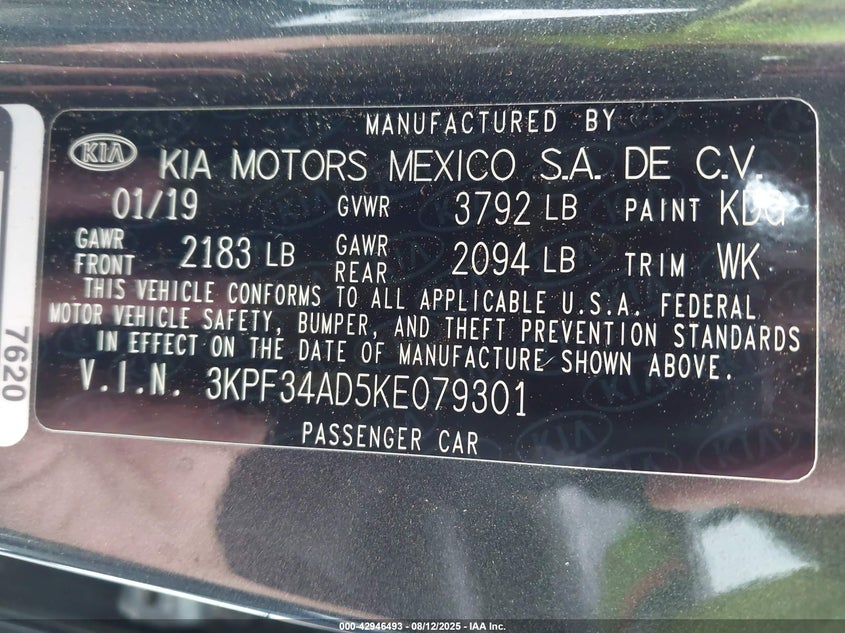 MANUFACTURED BY
KIA KIA MOTORS MEXICO S.A. DE C.V.
01/19 GVWR 3792 LB PAINT KDG
GAWR FRONT 2183 LB GAWR REAR 2094 LB TRIM WK
THIS VEHICLE CONFORMS TO ALL APPLICABLE U.S.A. FEDERAL
MOTOR VEHICLE SAFETY, BUMPER, AND THEFT PREVENTION STANDARDS
IN EFFECT ON THE DATE OF MANUFACTURE SHOWN ABOVE.
V.I.N. 3KPF34AD5KE079301
PASSENGER CAR
7620
000-42946493 - 08/12/2025 - IAA Inc.